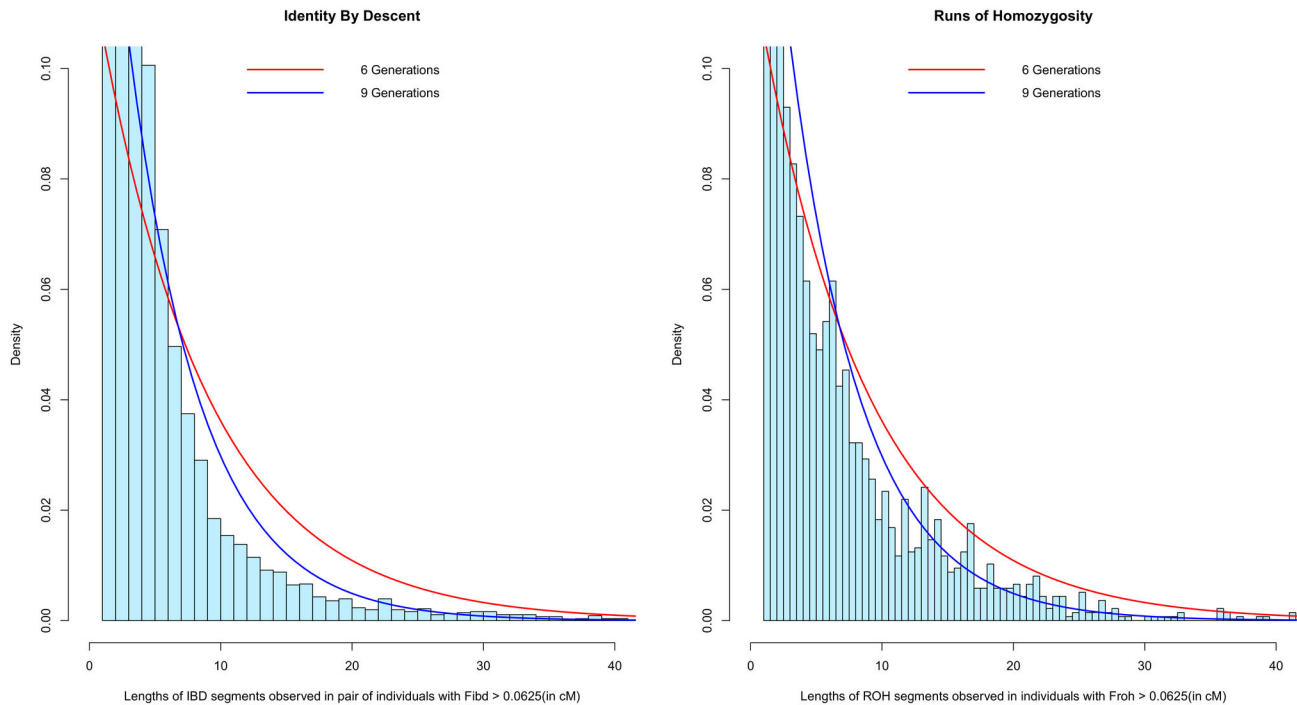 Identity By Descent
6 Generations
9 Generations
Density
0.00
0.02
0.04
0.06
0.08
0.10
0
10
20
30
40
Lengths of IBD segments observed in pair of individuals with Fibd > 0.0625(in cM)
Runs of Homozygosity
6 Generations
9 Generations
Density
0.00
0.02
0.04
0.06
0.08
0.10
0
10
20
30
40
Lengths of ROH segments observed in individuals with Froh > 0.0625(in cM)